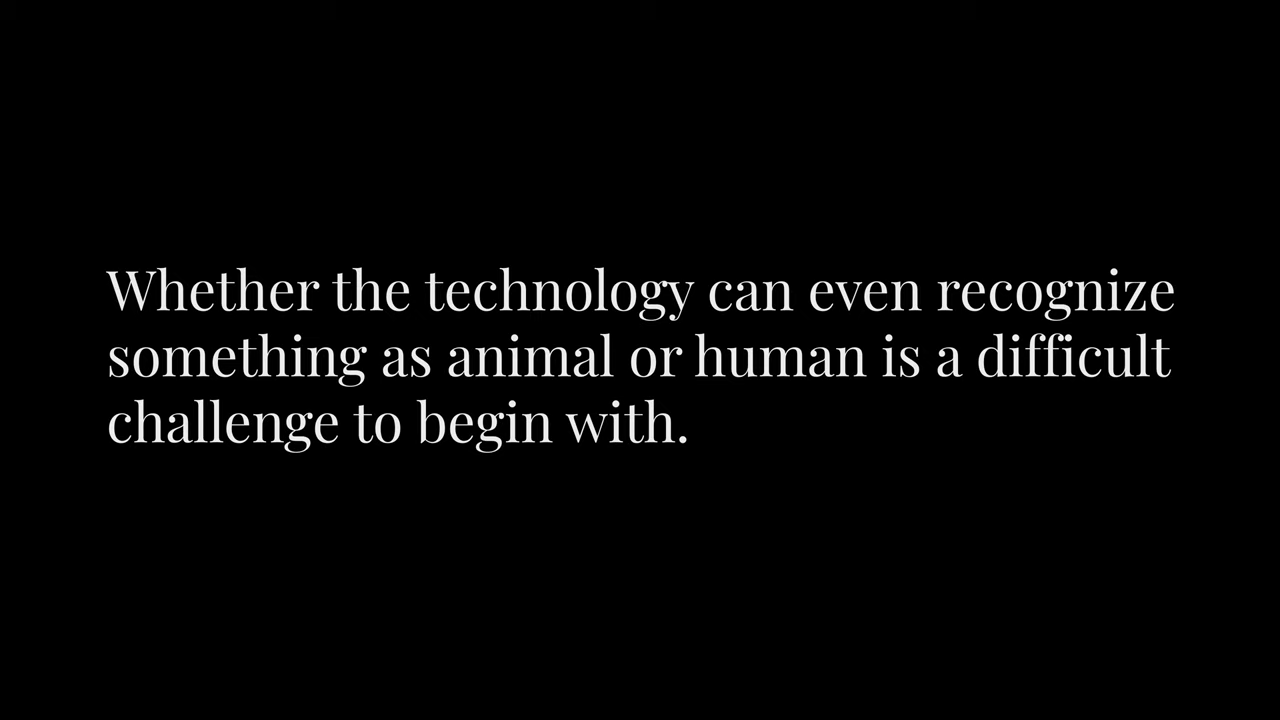 Whether the technology can even recognize
something as animal or human is a difficult
challenge to begin with.